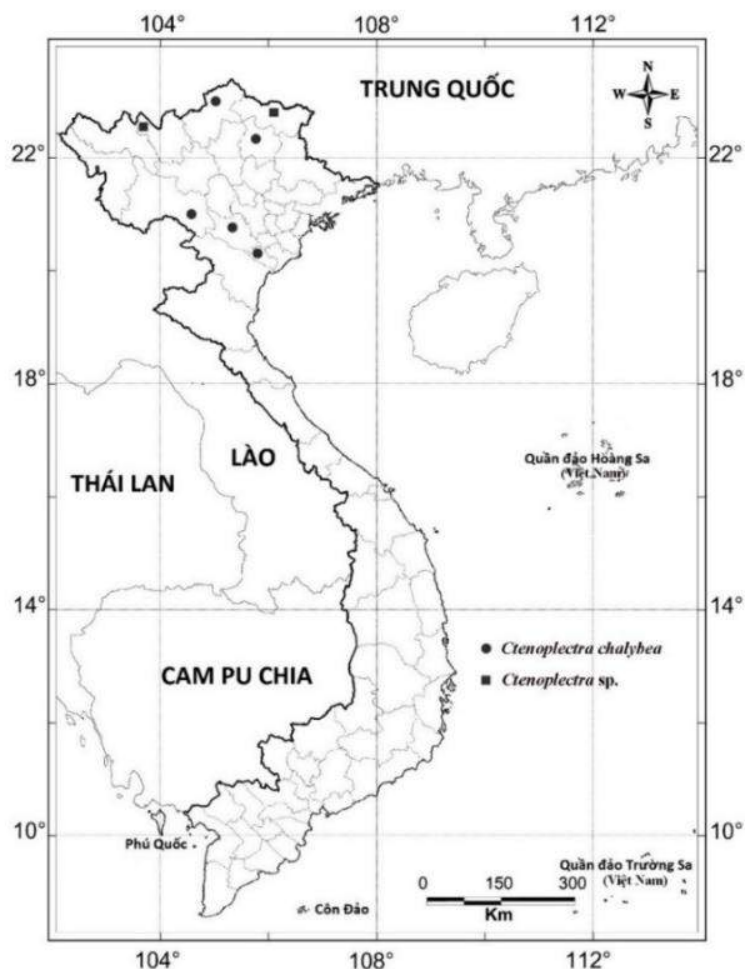 104° 108° 112°
TRUNG QUỐC
N
W E
S
22° 22°
18° 18°
Quần đảo Hoàng Sa
(Việt Nam)
LÀO
THÁI LAN
14° 14°
Ctenoplectra chalybea
CAM PU CHIA
Ctenoplectra sp.
10° 10°
Phú Quốc
Quần đảo Trường Sa
(Việt Nam)
0 150 300
Km
Côn Đảo
104° 108° 112°